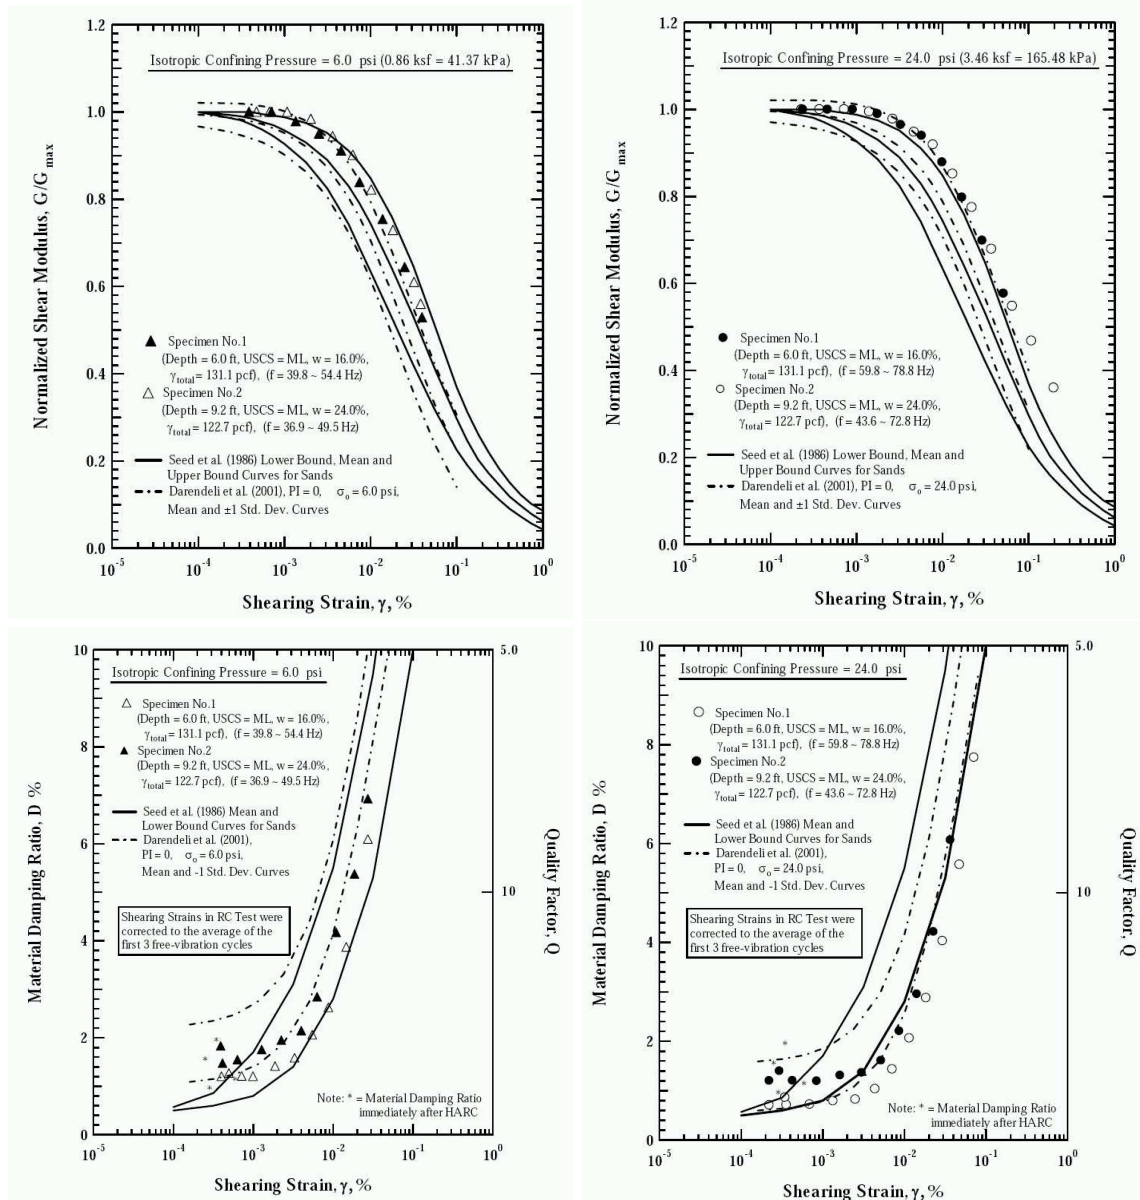 Isotropic Confining Pressure = 6.0 psi (0.86 ksf = 41.37 kPa)
Normalized Shear Modulus, G/Gmax
1.2
1.0
0.8
0.6
0.4
0.2
0.0
Specimen No.1
(Depth = 6.0 ft, USCS = ML, w = 16.0%,
γtotal = 131.1 pcf), (f = 39.8 ~ 54.4 Hz)
Specimen No.2
(Depth = 9.2 ft, USCS = ML, w = 24.0%,
γtotal = 122.7 pcf), (f = 36.9 ~ 49.5 Hz)
Seed et al. (1986) Lower Bound, Mean and
Upper Bound Curves for Sands
Darendeli et al. (2001), PI = 0, σo = 6.0 psi,
Mean and ±1 Std. Dev. Curves
10-5 10-4 10-3 10-2 10-1 100
Shearing Strain, γ, %
Isotropic Confining Pressure = 24.0 psi (3.46 ksf = 165.48 kPa)
Normalized Shear Modulus, G/Gmax
1.2
1.0
0.8
0.6
0.4
0.2
0.0
Specimen No.1
(Depth = 6.0 ft, USCS = ML, w = 16.0%,
γtotal = 131.1 pcf), (f = 59.8 ~ 78.8 Hz)
Specimen No.2
(Depth = 9.2 ft, USCS = ML, w = 24.0%,
γtotal = 122.7 pcf), (f = 43.6 ~ 72.8 Hz)
Seed et al. (1986) Lower Bound, Mean and
Upper Bound Curves for Sands
Darendeli et al. (2001), PI = 0, σo = 24.0 psi,
Mean and ±1 Std. Dev. Curves
10-5 10-4 10-3 10-2 10-1 100
Shearing Strain, γ, %
Material Damping Ratio, D %
10
8
6
4
2
0
Isotropic Confining Pressure = 6.0 psi
Specimen No.1
(Depth = 6.0 ft, USCS = ML, w = 16.0%,
γtotal = 131.1 pcf), (f = 39.8 ~ 54.4 Hz)
Specimen No.2
(Depth = 9.2 ft, USCS = ML, w = 24.0%,
γtotal = 122.7 pcf), (f = 36.9 ~ 49.5 Hz)
Seed et al. (1986) Mean and
Lower Bound Curves for Sands
Darendeli et al. (2001),
PI = 0, σo = 6.0 psi,
Mean and -1 Std. Dev. Curves
Shearing Strains in RC Test were
corrected to the average of the
first 3 free-vibration cycles
Note: * = Material Damping Ratio
immediately after HARC
5.0
10
Quality Factor, Q
10-5 10-4 10-3 10-2 10-1 100
Shearing Strain, γ, %
Material Damping Ratio, D %
10
8
6
4
2
0
Isotropic Confining Pressure = 24.0 psi
Specimen No.1
(Depth = 6.0 ft, USCS = ML, w = 16.0%,
γtotal = 131.1 pcf), (f = 59.8 ~ 78.8 Hz)
Specimen No.2
(Depth = 9.2 ft, USCS = ML, w = 24.0%,
γtotal = 122.7 pcf), (f = 43.6 ~ 72.8 Hz)
Seed et al. (1986) Mean and
Lower Bound Curves for Sands
Darendeli et al. (2001),
PI = 0, σo = 24.0 psi,
Mean and -1 Std. Dev. Curves
Shearing Strains in RC Test were
corrected to the average of the
first 3 free-vibration cycles
Note: * = Material Damping Ratio
immediately after HARC
5.0
10
Quality Factor, Q
10-5 10-4 10-3 10-2 10-1 100
Shearing Strain, γ, %